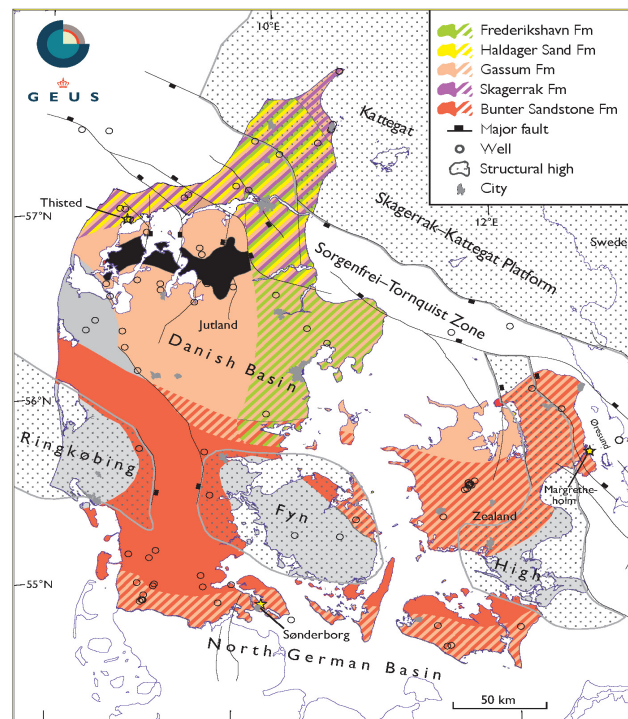 GEUS
10°E
Frederikshavn Fm
Haldager Sand Fm
Gassum Fm
Skagerrak Fm
Bunter Sandstone Fm
Major fault
Well
Structural high
City
Kattegat
Thisted
57°N
12°E
Skagerrak–Kattegat Platform
Swede
Sorgenfrei–Tornquist Zone
Jutland
Danish Basin
56°N
Ringkøbing
Øresund
Margrethe-
holm
Fyn
Zealand
High
55°N
Sønderborg
North German Basin
50 km